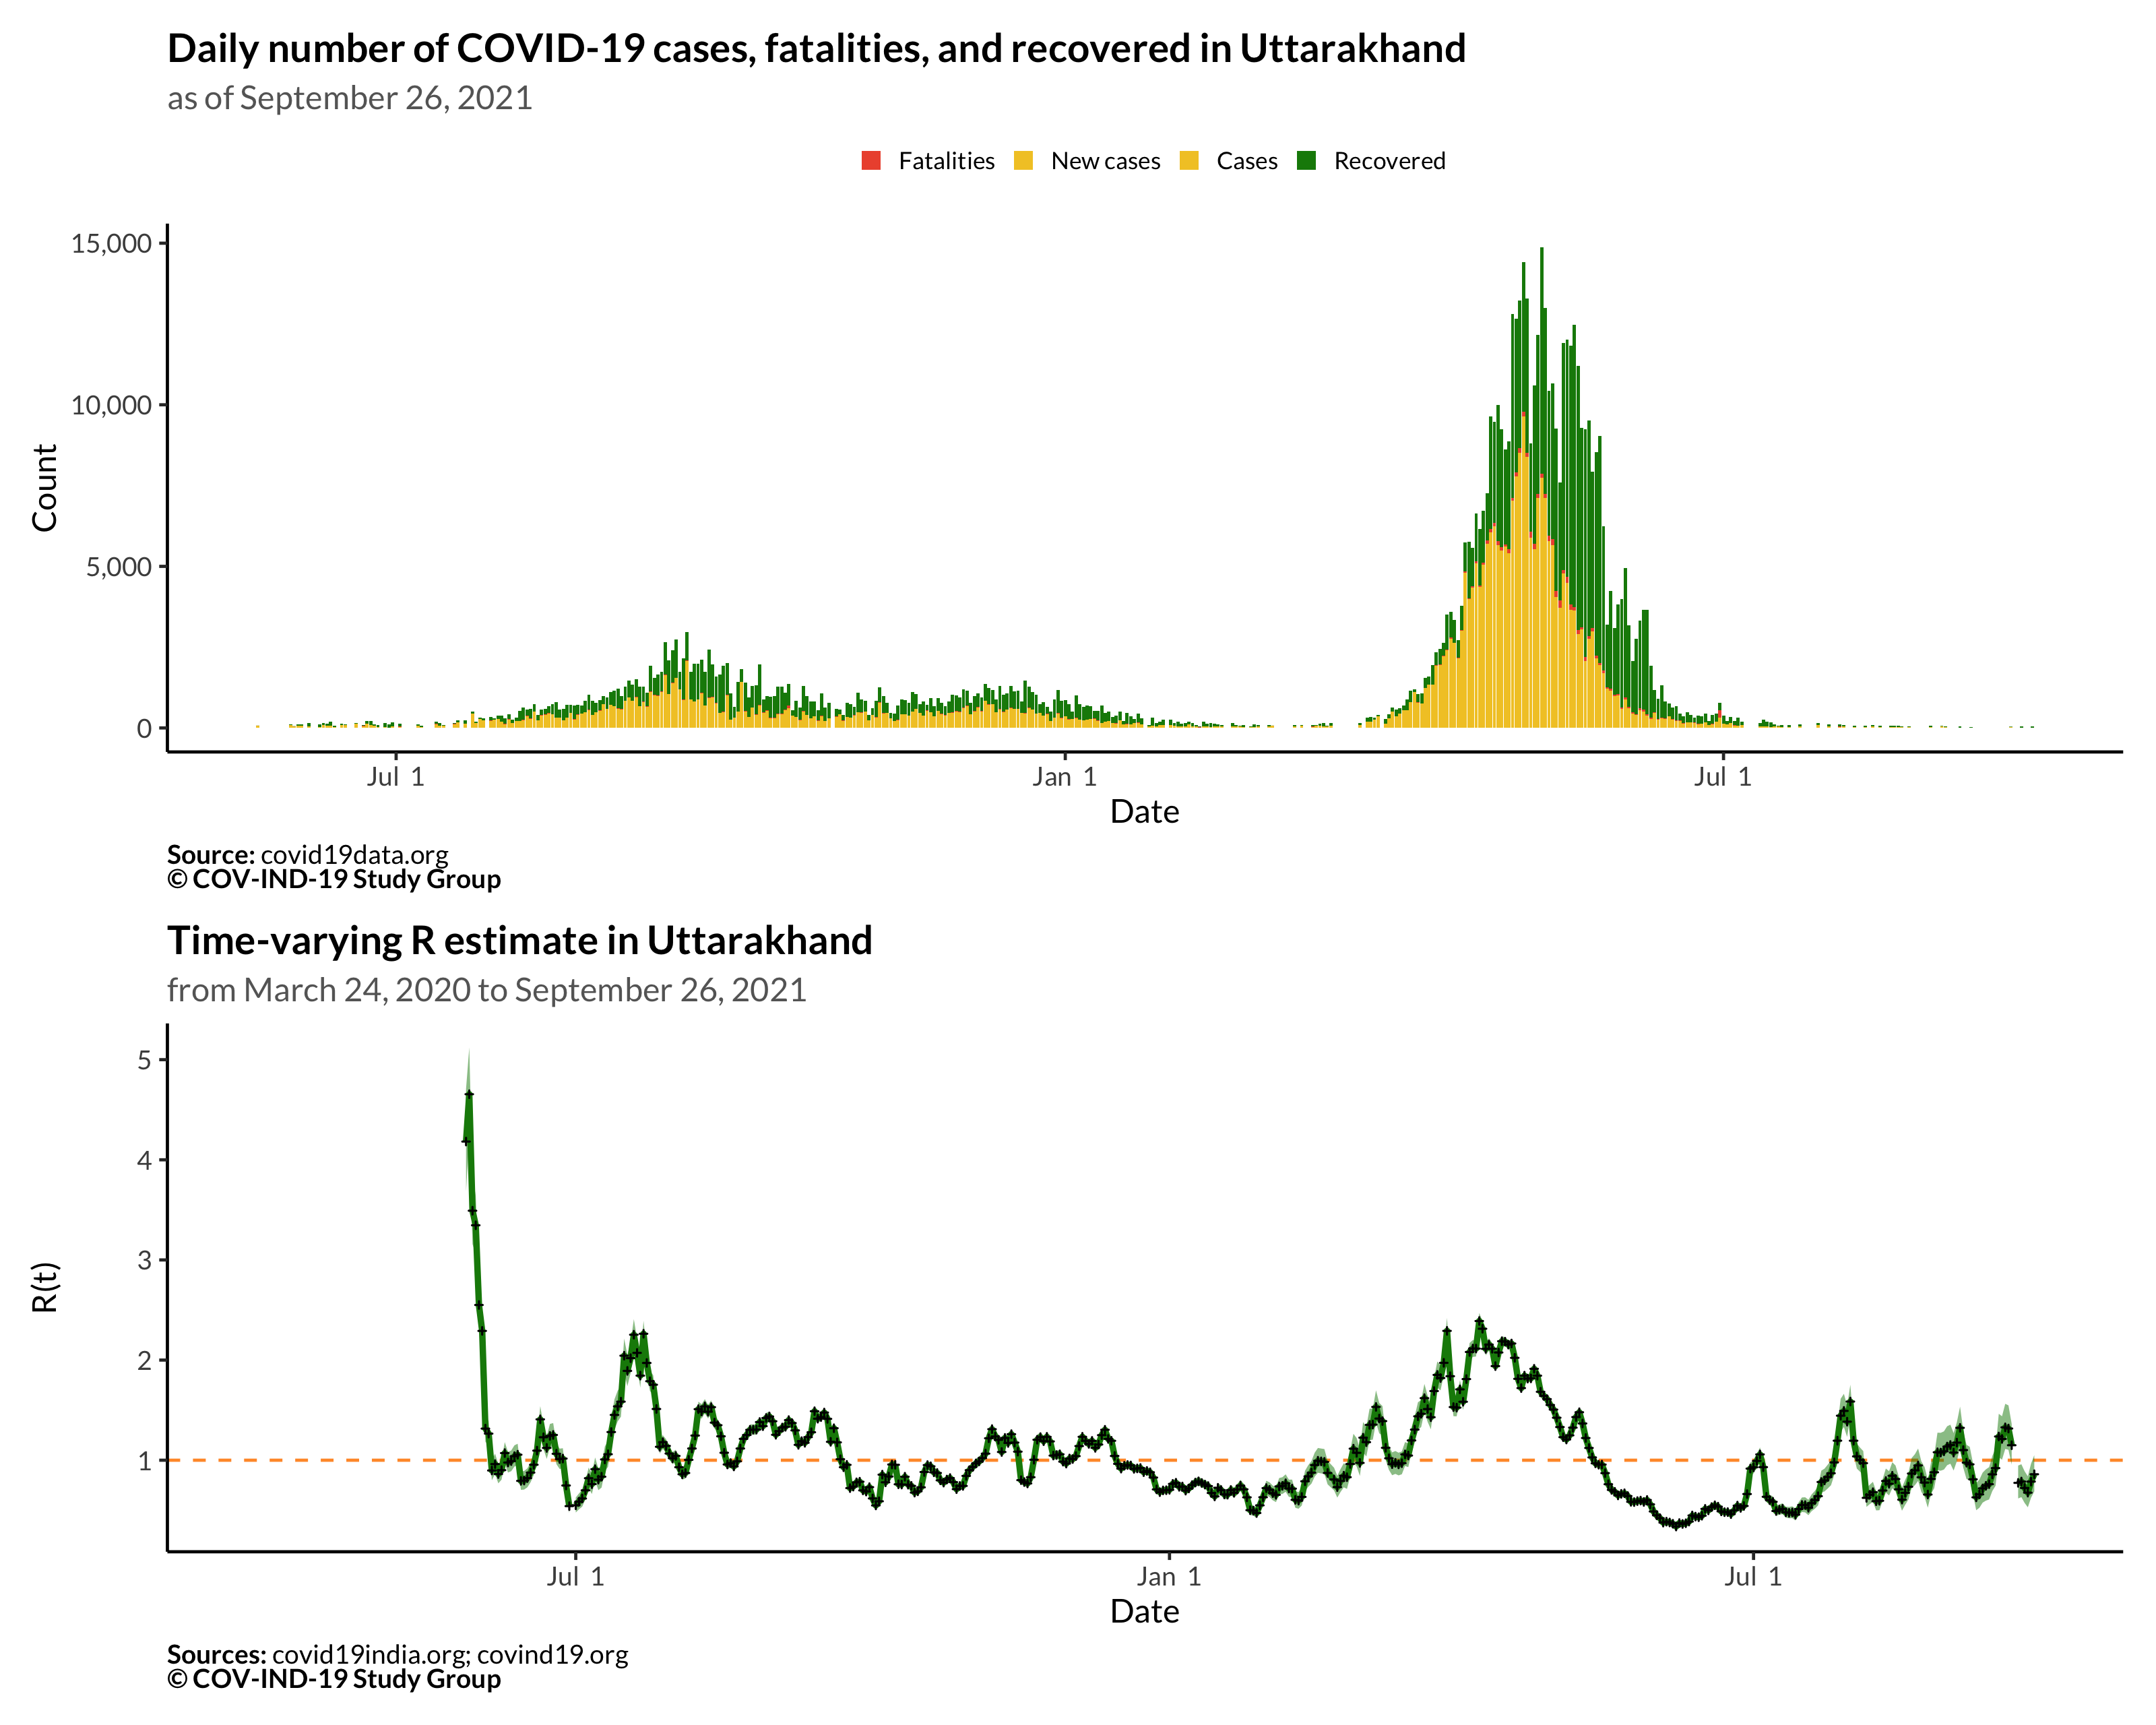 Daily number of COVID-19 cases, fatalities, and recovered in Uttarakhand
as of September 26, 2021
Fatalities New cases Cases Recovered
15,000
10,000
5,000
0
Count
Jul 1 Jan 1 Jul 1
Date
Source: covid19data.org
© COV-IND-19 Study Group
Time-varying R estimate in Uttarakhand
from March 24, 2020 to September 26, 2021
5
4
3
2
1
R(t)
Jul 1 Jan 1 Jul 1
Date
Sources: covid19india.org; covind19.org
© COV-IND-19 Study Group